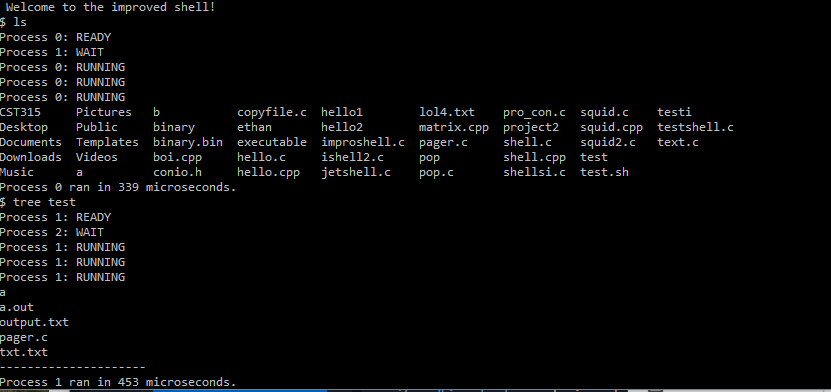 Welcome to the improved shell!
$ ls
Process 0: READY
Process 1: WAIT
Process 0: RUNNING
Process 0: RUNNING
Process 0: RUNNING
CST315     Pictures   b           copyfile.c  hello1        lol4.txt    pro_con.c  squid.c    testi
Desktop    Public     binary      ethan       hello2        matrix.cpp  project2   squid.cpp  testshell.c
Documents  Templates  binary.bin  executable  improshell.c  pager.c     shell.c    squid2.c   text.c
Downloads  Videos     boi.cpp     hello.c     ishell2.c     pop         shell.cpp  test
Music      a          conio.h     hello.cpp   jetshell.c    pop.c       shellsi.c  test.sh
Process 0 ran in 339 microseconds.
$ tree test
Process 1: READY
Process 2: WAIT
Process 1: RUNNING
Process 1: RUNNING
Process 1: RUNNING
a
a.out
output.txt
pager.c
txt.txt
---------------------
Process 1 ran in 453 microseconds.